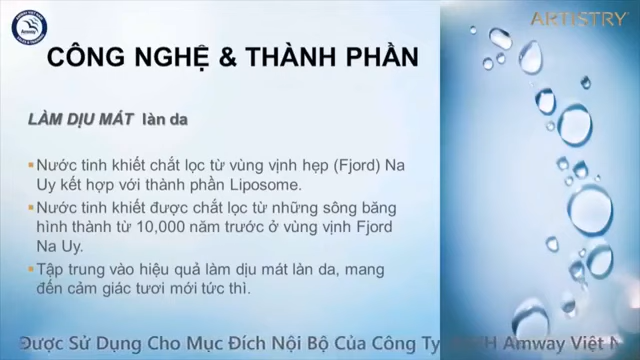 Amway
ARTISTRY
CÔNG NGHỆ & THÀNH PHẦN
LÀM DỊU MÁT làn da
Nước tinh khiết chắt lọc từ vùng vịnh hẹp (Fjord) Na
Uy kết hợp với thành phần Liposome.
Nước tinh khiết được chắt lọc từ những sông băng
hình thành từ 10,000 năm trước ở vùng vịnh Fjord
Na Uy.
Tập trung vào hiệu quả làm dịu mát làn da, mang
đến cảm giác tươi mới tức thì.
Được Sử Dụng Cho Mục Đích Nội Bộ Của Công Ty Amway Việt